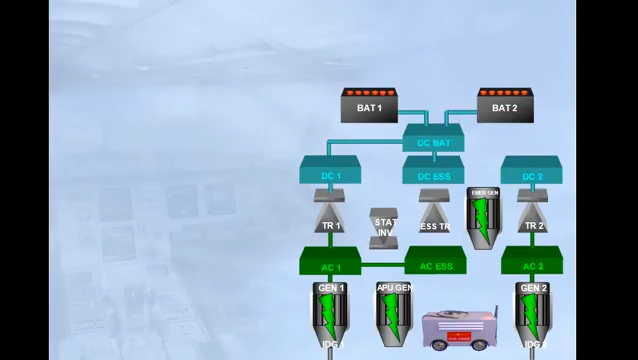 BAT 1
BAT 2
DC BAT
DC 1
DC ESS
DC 2
EMER GEN
TR 1
STAT
INV
ESS TR
TR 2
AC 1
AC ESS
AC 2
GEN 1
APU GEN
GEN 2
IDG 1
IDG 2